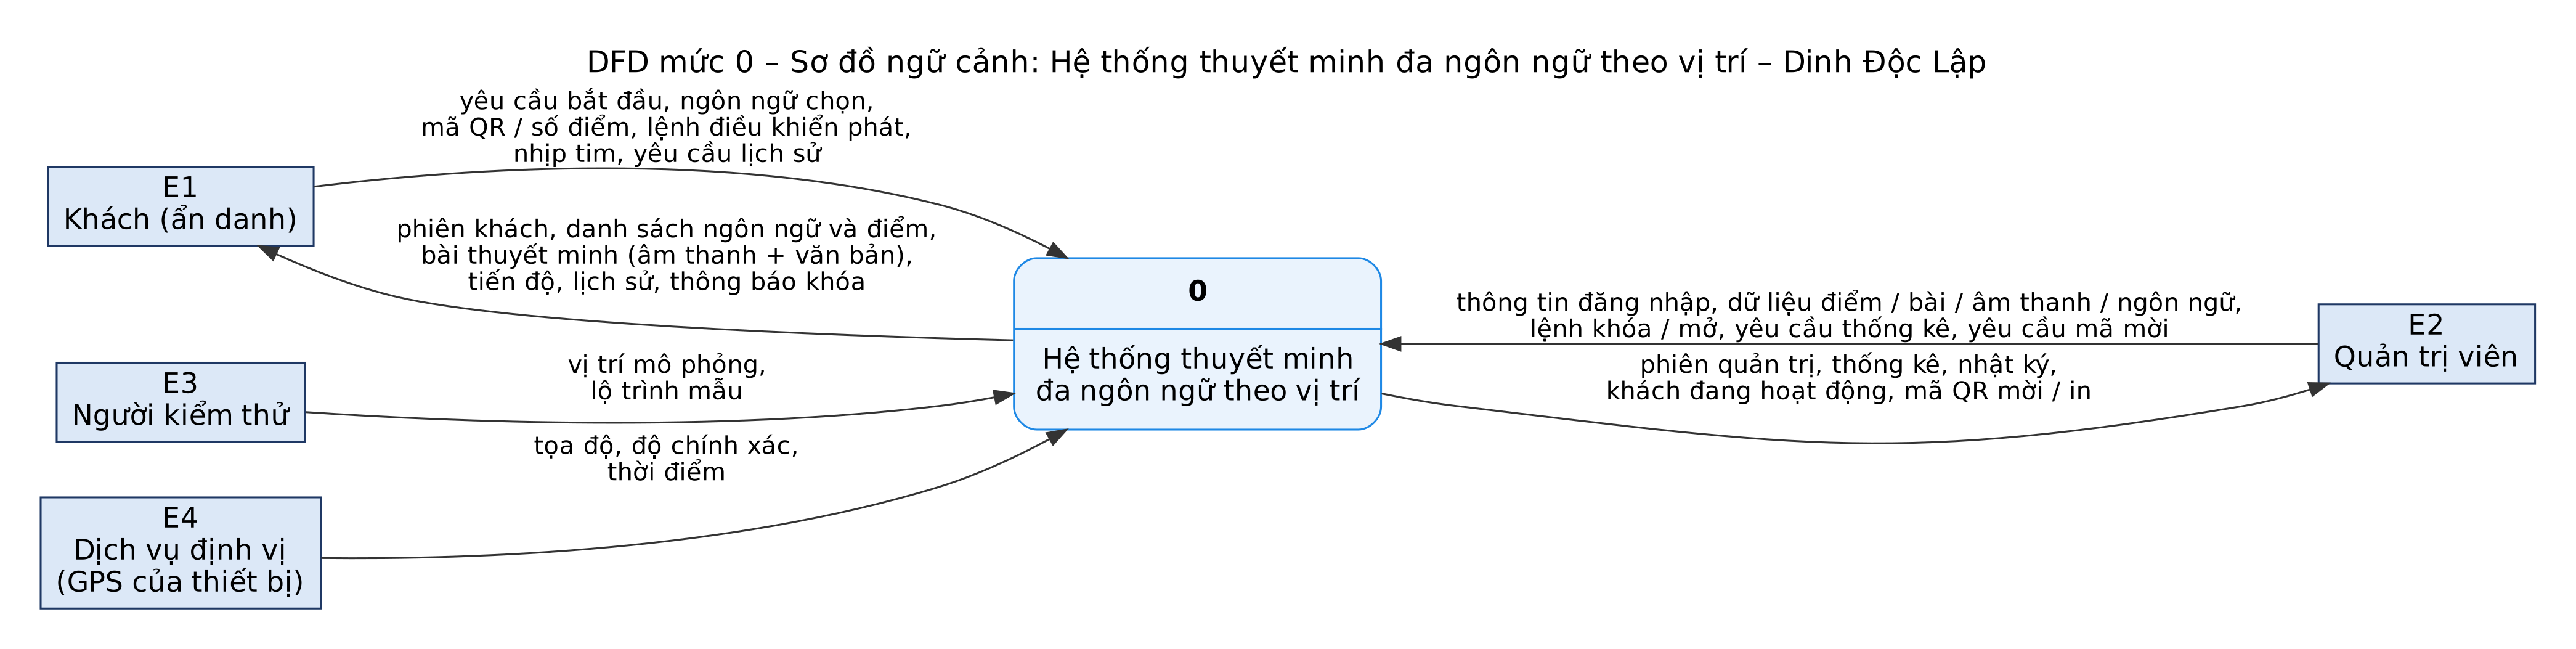 DFD mức 0 – Sơ đồ ngữ cảnh: Hệ thống thuyết minh đa ngôn ngữ theo vị trí – Dinh Độc Lập
yêu cầu bắt đầu, ngôn ngữ chọn,
mã QR / số điểm, lệnh điều khiển phát,
nhịp tim, yêu cầu lịch sử
E1
Khách (ẩn danh)
phiên khách, danh sách ngôn ngữ và điểm,
bài thuyết minh (âm thanh + văn bản),
tiến độ, lịch sử, thông báo khóa
0
Hệ thống thuyết minh
đa ngôn ngữ theo vị trí
thông tin đăng nhập, dữ liệu điểm / bài / âm thanh / ngôn ngữ,
lệnh khóa / mở, yêu cầu thống kê, yêu cầu mã mời
E2
Quản trị viên
phiên quản trị, thống kê, nhật ký,
khách đang hoạt động, mã QR mời / in
vị trí mô phỏng,
lộ trình mẫu
E3
Người kiểm thử
tọa độ, độ chính xác,
thời điểm
E4
Dịch vụ định vị
(GPS của thiết bị)